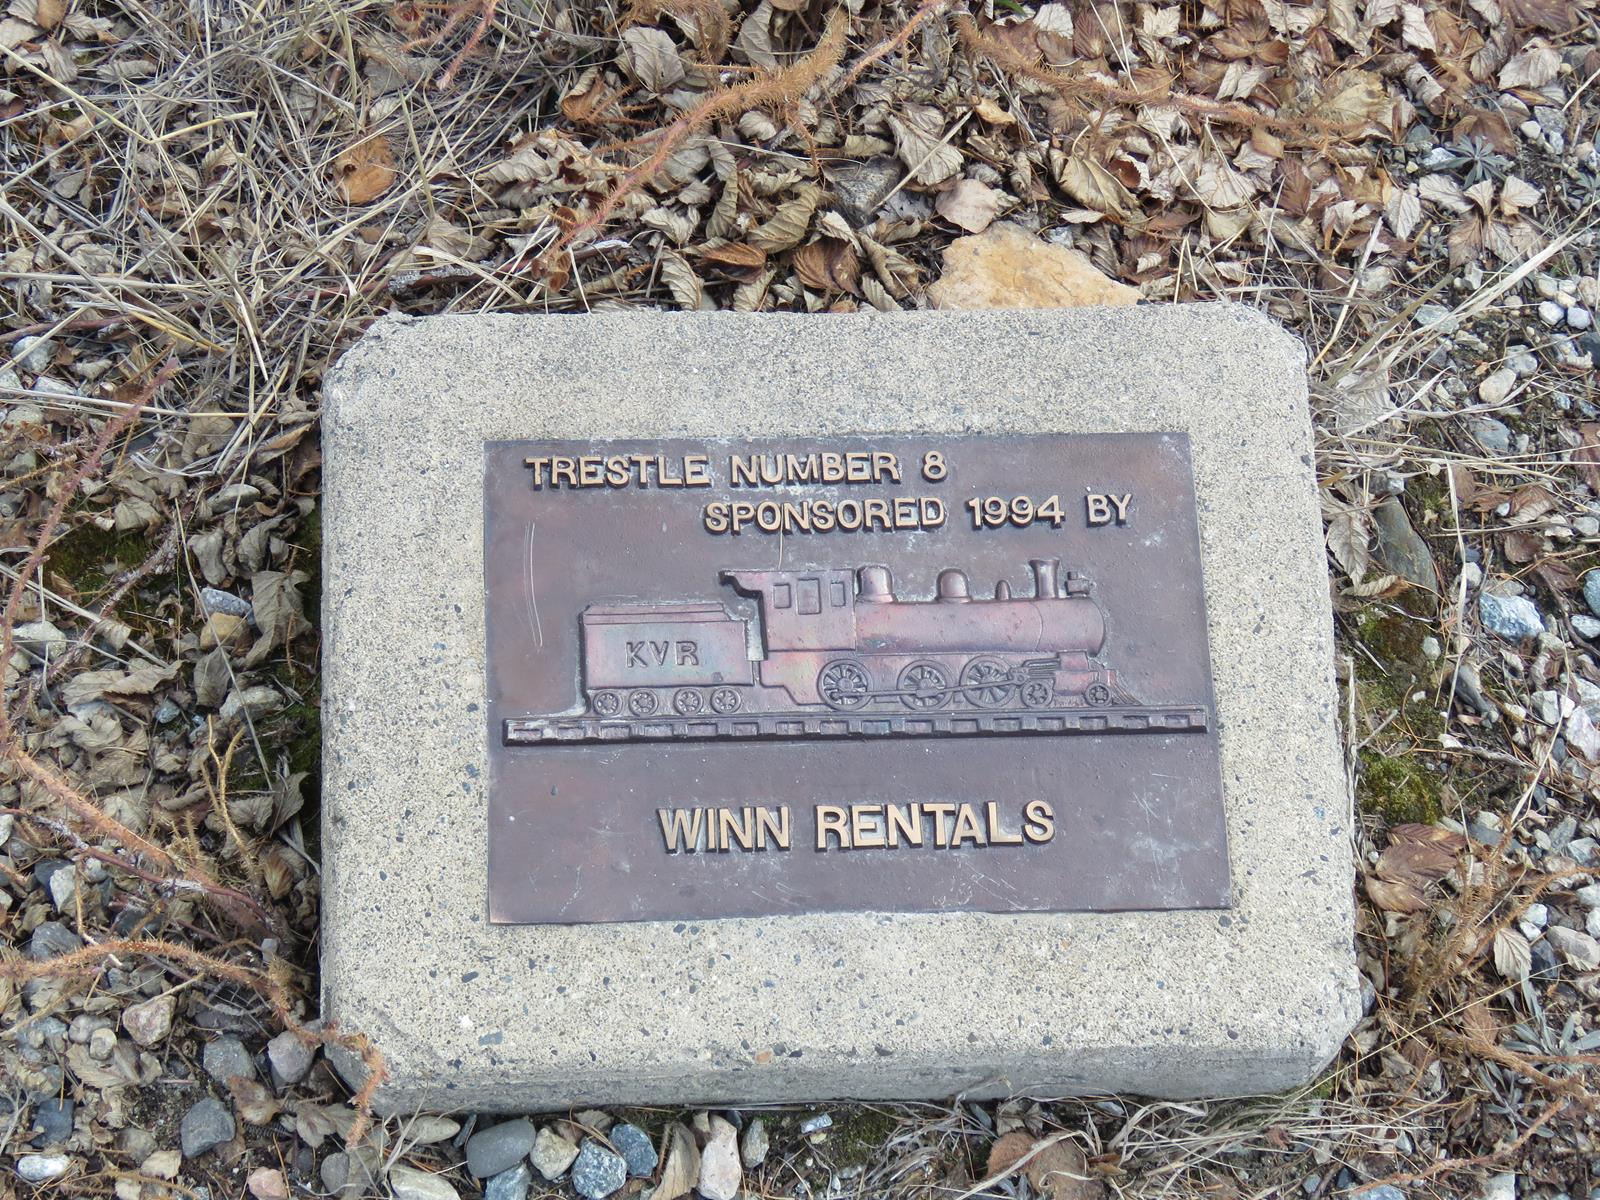 TRESTLE NUMBER 8
SPONSORED 1994 BY
KVR
WINN RENTALS